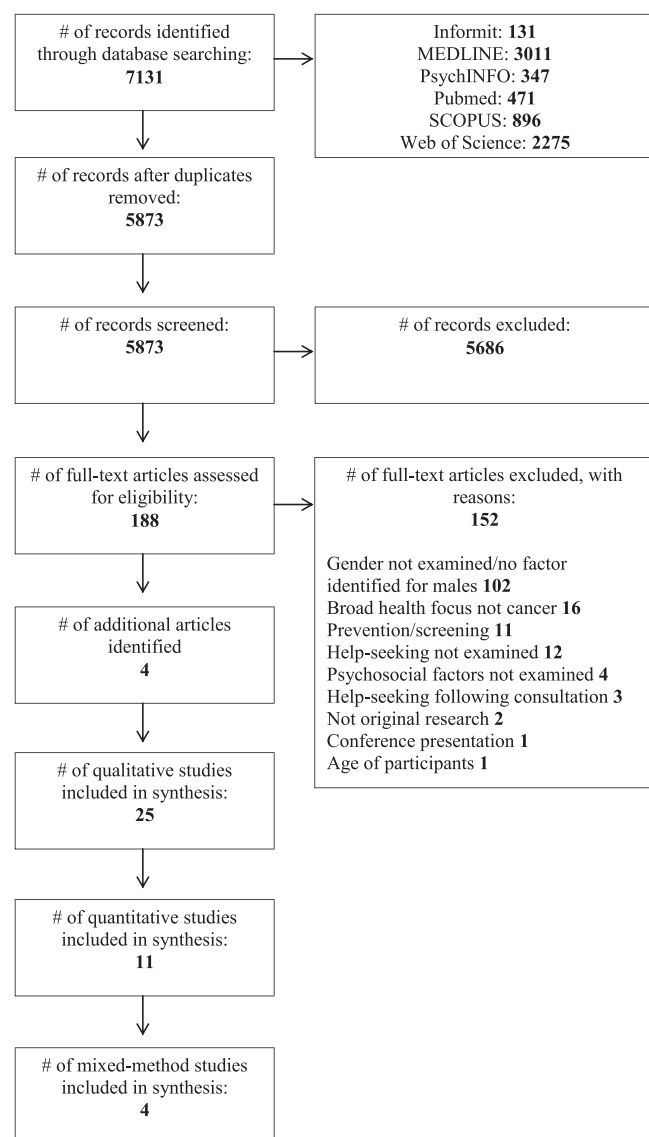 # of records identified
through database searching:
7131
Informit: 131
MEDLINE: 3011
PsychINFO: 347
Pubmed: 471
SCOPUS: 896
Web of Science: 2275
# of records after duplicates
removed:
5873
# of records screened:
5873
# of records excluded:
5686
# of full-text articles assessed
for eligibility:
188
# of full-text articles excluded, with
reasons:
152
Gender not examined/no factor
identified for males 102
Broad health focus not cancer 16
Prevention/screening 11
Help-seeking not examined 12
Psychosocial factors not examined 4
Help-seeking following consultation 3
Not original research 2
Conference presentation 1
Age of participants 1
# of additional articles
identified
4
# of qualitative studies
included in synthesis:
25
# of quantitative studies
included in synthesis:
11
# of mixed-method studies
included in synthesis:
4